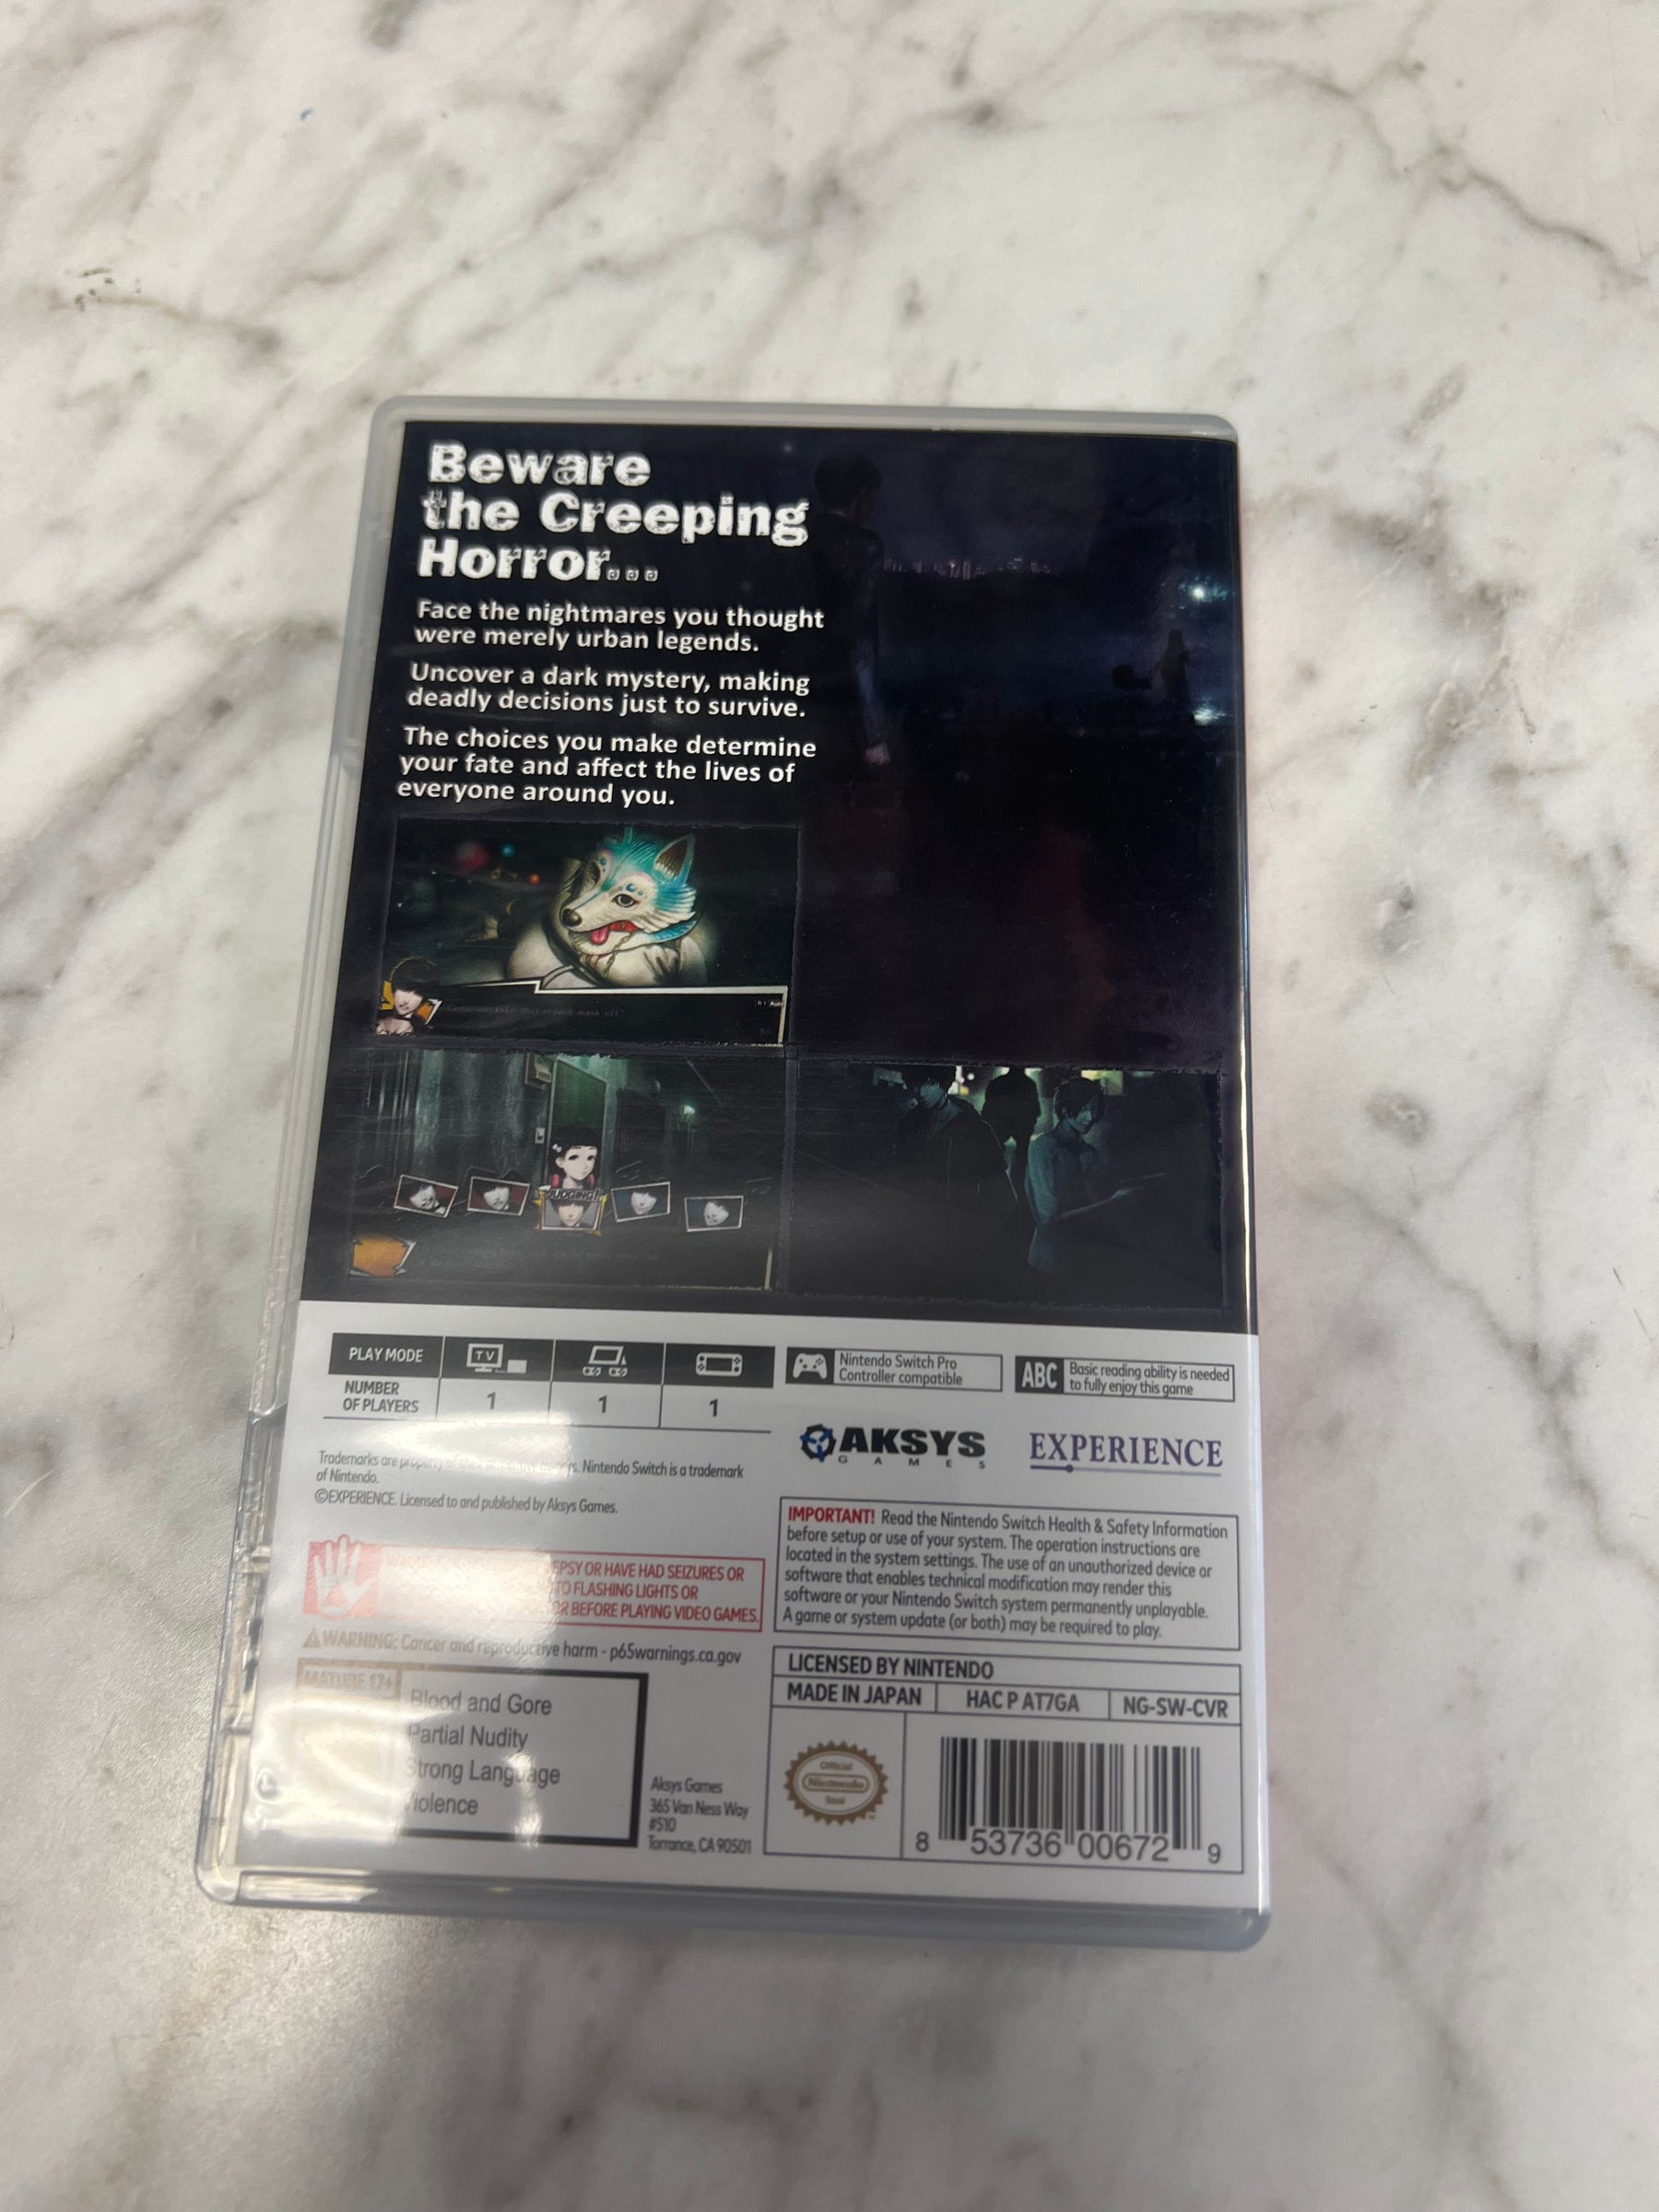 Beware
the Creeping
Horror...
Face the nightmares you thought
were merely urban legends.
Uncover a dark mystery, making
deadly decisions just to survive.
The choices you make determine
your fate and affect the lives of
everyone around you.
JUDGING!
PLAY MODE
TV
NUMBER
OF PLAYERS
1
1
1
Nintendo Switch Pro
Controller compatible
ABC
Basic reading ability is needed
to fully enjoy this game
AKSYS
GAMES
EXPERIENCE
Trademarks are property Nintendo Switch is a trademark
of Nintendo.
©EXPERIENCE. Licensed to and published by Aksys Games.
OR HAVE HAD SEIZURES OR
TO FLASHING LIGHTS OR
BEFORE PLAYING VIDEO GAMES.
WARNING: Cancer and reproductive harm - p65warnings.ca.gov
MATURE 17+
Blood and Gore
Partial Nudity
Strong Language
Violence
Aksys Games
365 Van Ness Way
#510
Torrance, CA 90501
IMPORTANT! Read the Nintendo Switch Health & Safety Information
before setup or use of your system. The operation instructions are
located in the system settings. The use of an unauthorized device or
software that enables technical modification may render this
software or your Nintendo Switch system permanently unplayable.
A game or system update (or both) may be required to play.
LICENSED BY NINTENDO
MADE IN JAPAN
HAC P AT7GA
NG-SW-CVR
Official
Nintendo
Seal
8 53736 00672 9